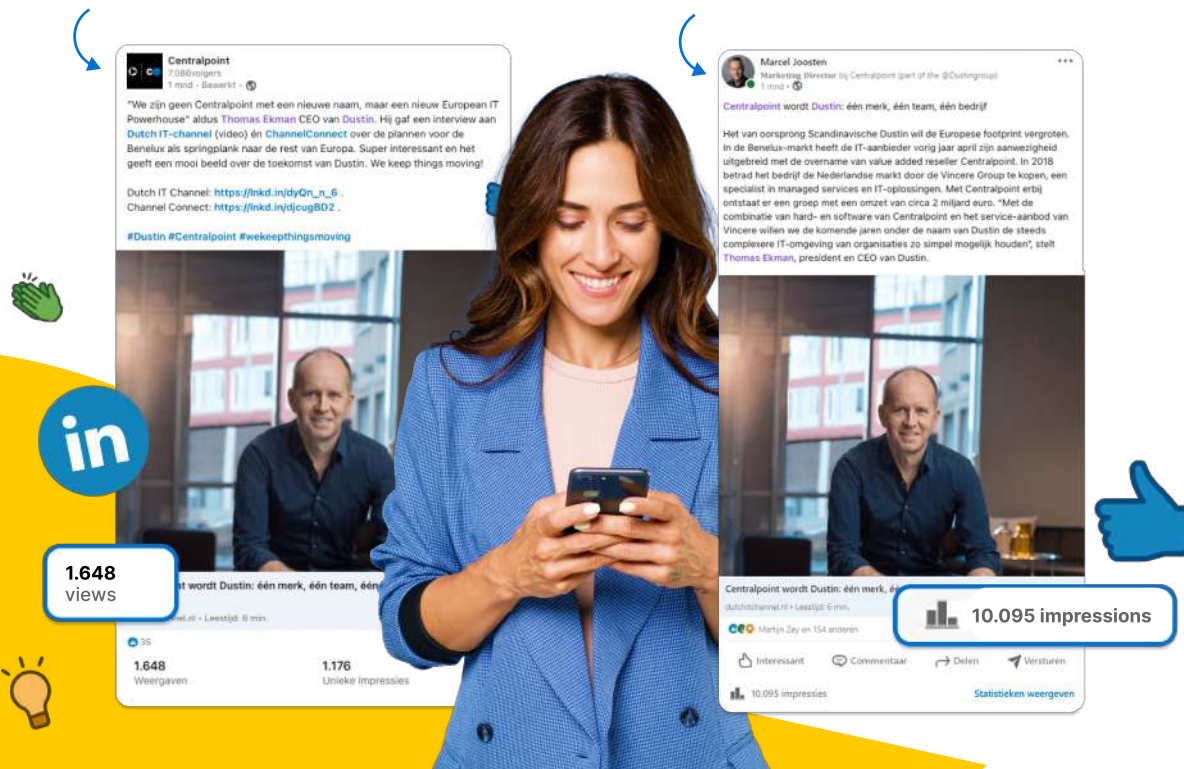 Centralpoint
7.080volgers
1 mnd • Bewerkt •
"We zijn geen Centralpoint met een nieuwe naam, maar een nieuw European IT
Powerhouse" aldus Thomas Ekman CEO van Dustin. Hij gaf een interview aan
Dutch IT-channel (video) én ChannelConnect over de plannen voor de
Benelux als springplank naar de rest van Europa. Super interessant en het
geeft een mooi beeld over de toekomst van Dustin. We keep things moving!
Dutch IT Channel: https://lnkd.in/dyQn_n_6 .
Channel Connect: https://lnkd.in/djcugBD2 .
#Dustin #Centralpoint #wekeepthingsmoving
in
1.648
views
t wordt Dustin: één merk, één team, één
nel.nl • Leestijd: 6 min.
36
1.648
Weergaven
1.176
Unieke impressies
Marcel Joosten
Marketing Director bij Centralpoint (part of the @Dustingroup)
1 mnd •
Centralpoint wordt Dustin: één merk, één team, één bedrijf
Het van oorsprong Scandinavische Dustin wil de Europese footprint vergroten.
In de Benelux-markt heeft de IT-aanbieder vorig jaar april zijn aanwezigheid
uitgebreid met de overname van value added reseller Centralpoint. In 2018
betrad het bedrijf de Nederlandse markt door de Vincere Group te kopen, een
specialist in managed services en IT-oplossingen. Met Centralpoint erbij
ontstaat er een groep met een omzet van circa 2 miljard euro. "Met de
combinatie van hard- en software van Centralpoint en het service-aanbod van
Vincere willen we de komende jaren onder de naam van Dustin de steeds
complexere IT-omgeving van organisaties zo simpel mogelijk houden", stelt
Thomas Ekman, president en CEO van Dustin.
Centralpoint wordt Dustin: één merk, é
dutchitchannel.nl • Leestijd: 6 min.
10.095 impressions
Martijn Zey en 154 anderen
Interessant
Commentaar
Delen
Versturen
10.095 impressies
Statistieken weergeven